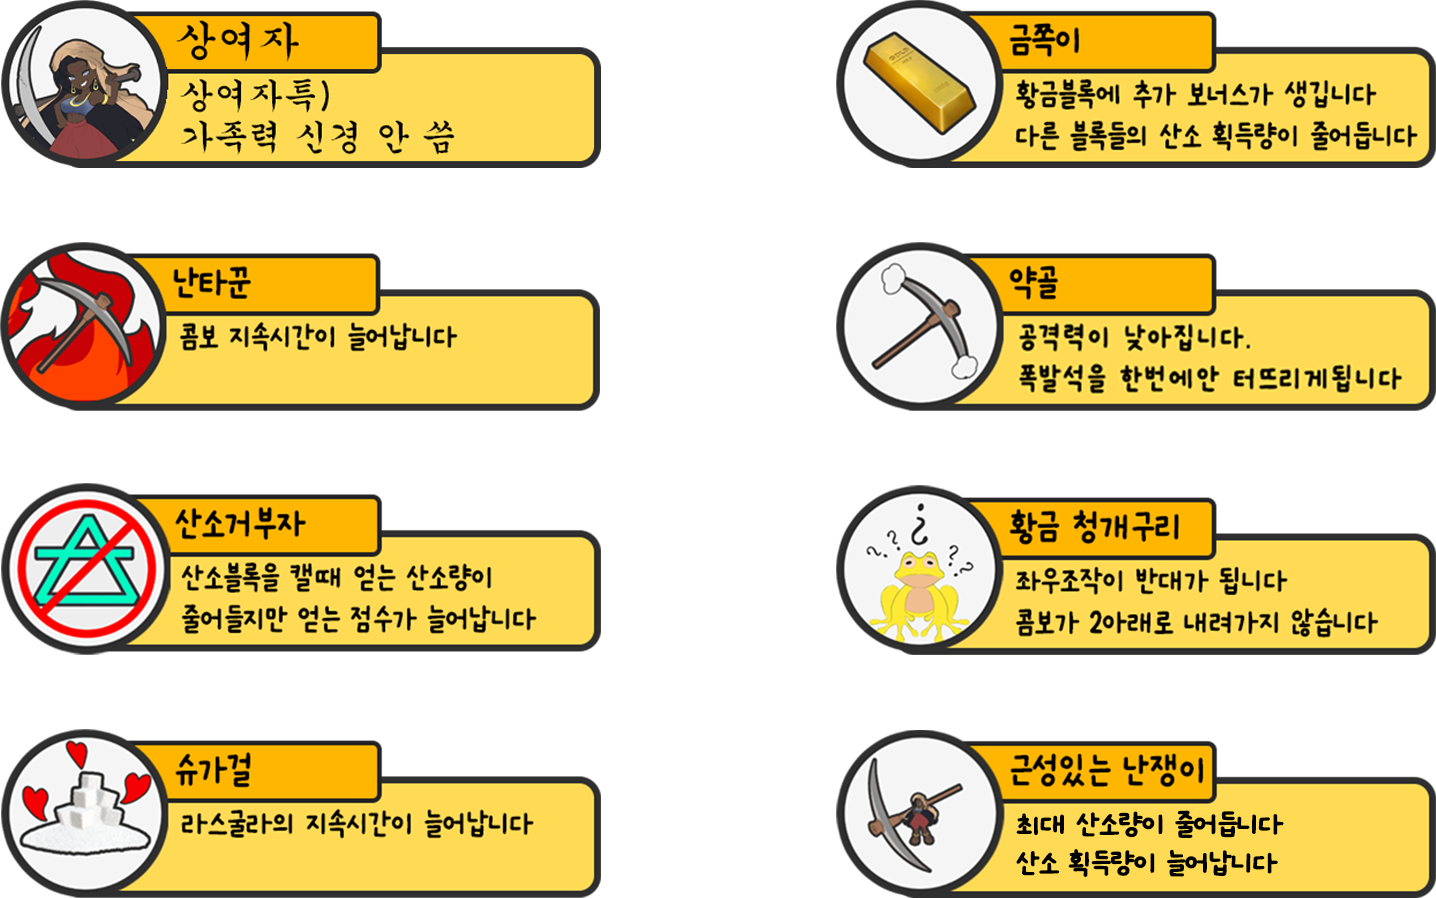 상여자
상여자특)
가족력 신경 안 씀
금쪽이
황금블록에 추가 보너스가 생깁니다
다른 블록들의 산소 획득량이 줄어듭니다
난타꾼
콤보 지속시간이 늘어납니다
약골
공격력이 낮아집니다.
폭발석을 한번에안 터뜨리게됩니다
산소거부자
산소블록을 캘때 얻는 산소량이
줄어들지만 얻는 점수가 늘어납니다
황금 청개구리
좌우조작이 반대가 됩니다
콤보가 2아래로 내려가지 않습니다
슈가걸
라스굴라의 지속시간이 늘어납니다
근성있는 난쟁이
최대 산소량이 줄어듭니다
산소 획득량이 늘어납니다